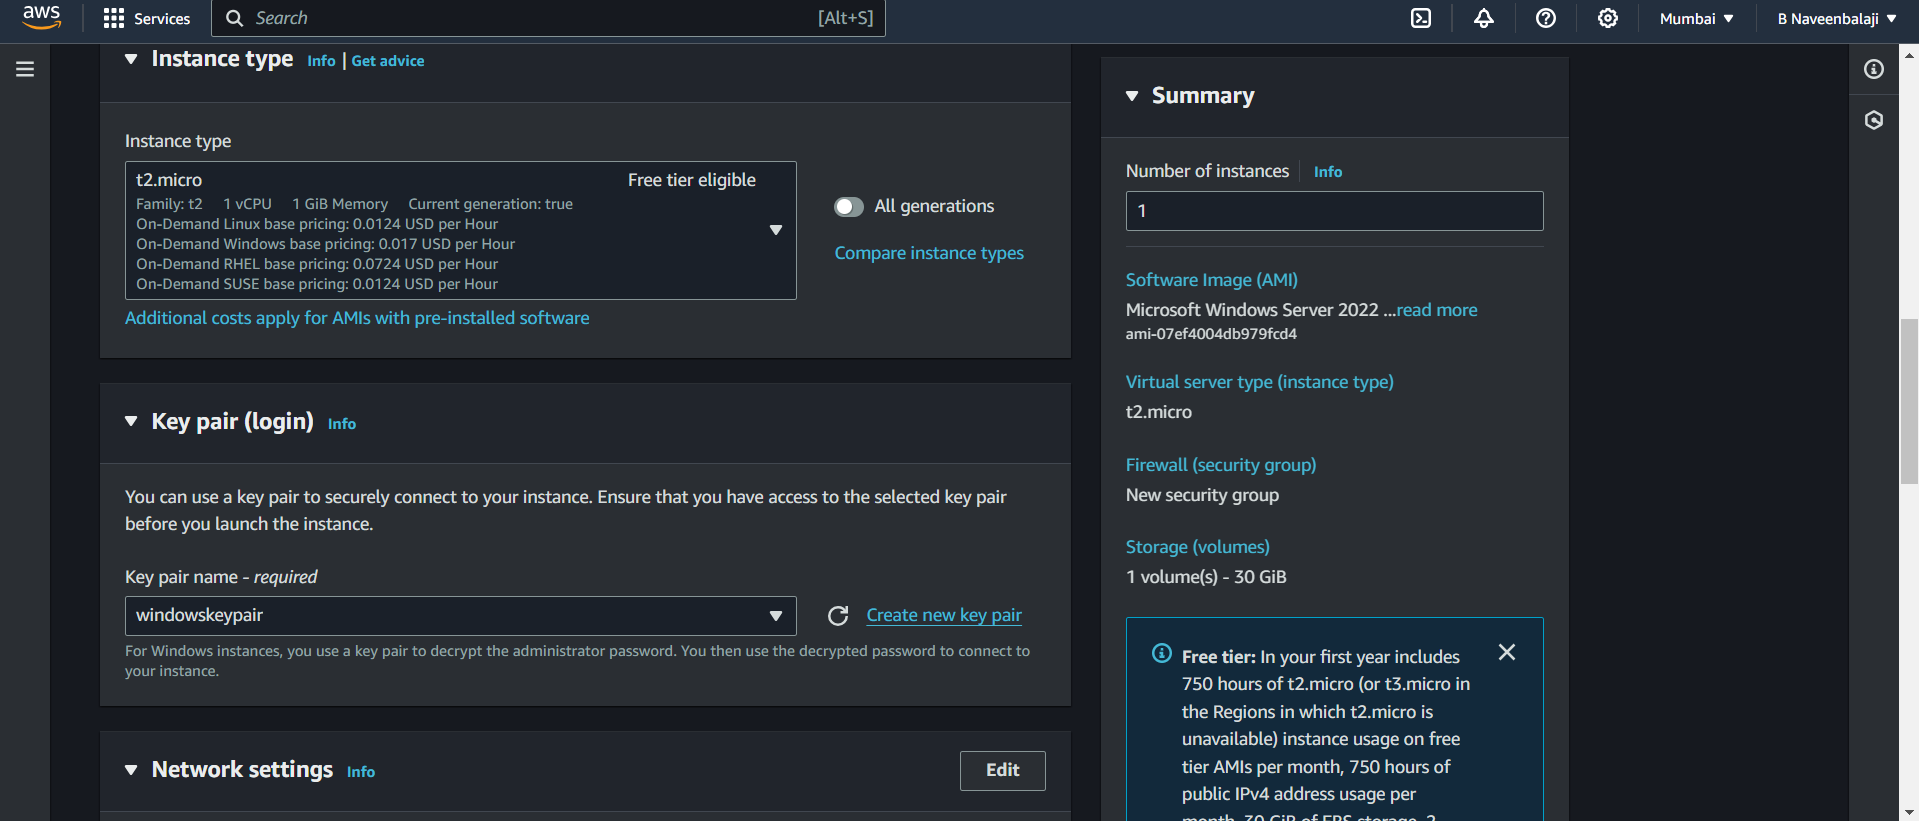 aws
Services
Search
[Alt+S]
Mumbai
B Naveenbalaji
Instance type
Info | Get advice
Instance type
t2.micro
Free tier eligible
Family: t2 1 vCPU 1 GiB Memory Current generation: true
On-Demand Linux base pricing: 0.0124 USD per Hour
On-Demand Windows base pricing: 0.017 USD per Hour
On-Demand RHEL base pricing: 0.0724 USD per Hour
On-Demand SUSE base pricing: 0.0124 USD per Hour
All generations
Compare instance types
Additional costs apply for AMIs with pre-installed software
Key pair (login) Info
You can use a key pair to securely connect to your instance. Ensure that you have access to the selected key pair
before you launch the instance.
Key pair name - required
windowskeypair
Create new key pair
For Windows instances, you use a key pair to decrypt the administrator password. You then use the decrypted password to connect to
your instance.
Network settings Info
Edit
Summary
Number of instances Info
1
Software Image (AMI)
Microsoft Windows Server 2022 ...read more
ami-07ef4004db979fcd4
Virtual server type (instance type)
t2.micro
Firewall (security group)
New security group
Storage (volumes)
1 volume(s) - 30 GiB
Free tier: In your first year includes
750 hours of t2.micro (or t3.micro in
the Regions in which t2.micro is
unavailable) instance usage on free
tier AMIs per month, 750 hours of
public IPv4 address usage per
month, 30 GiB of EBS storage, 2